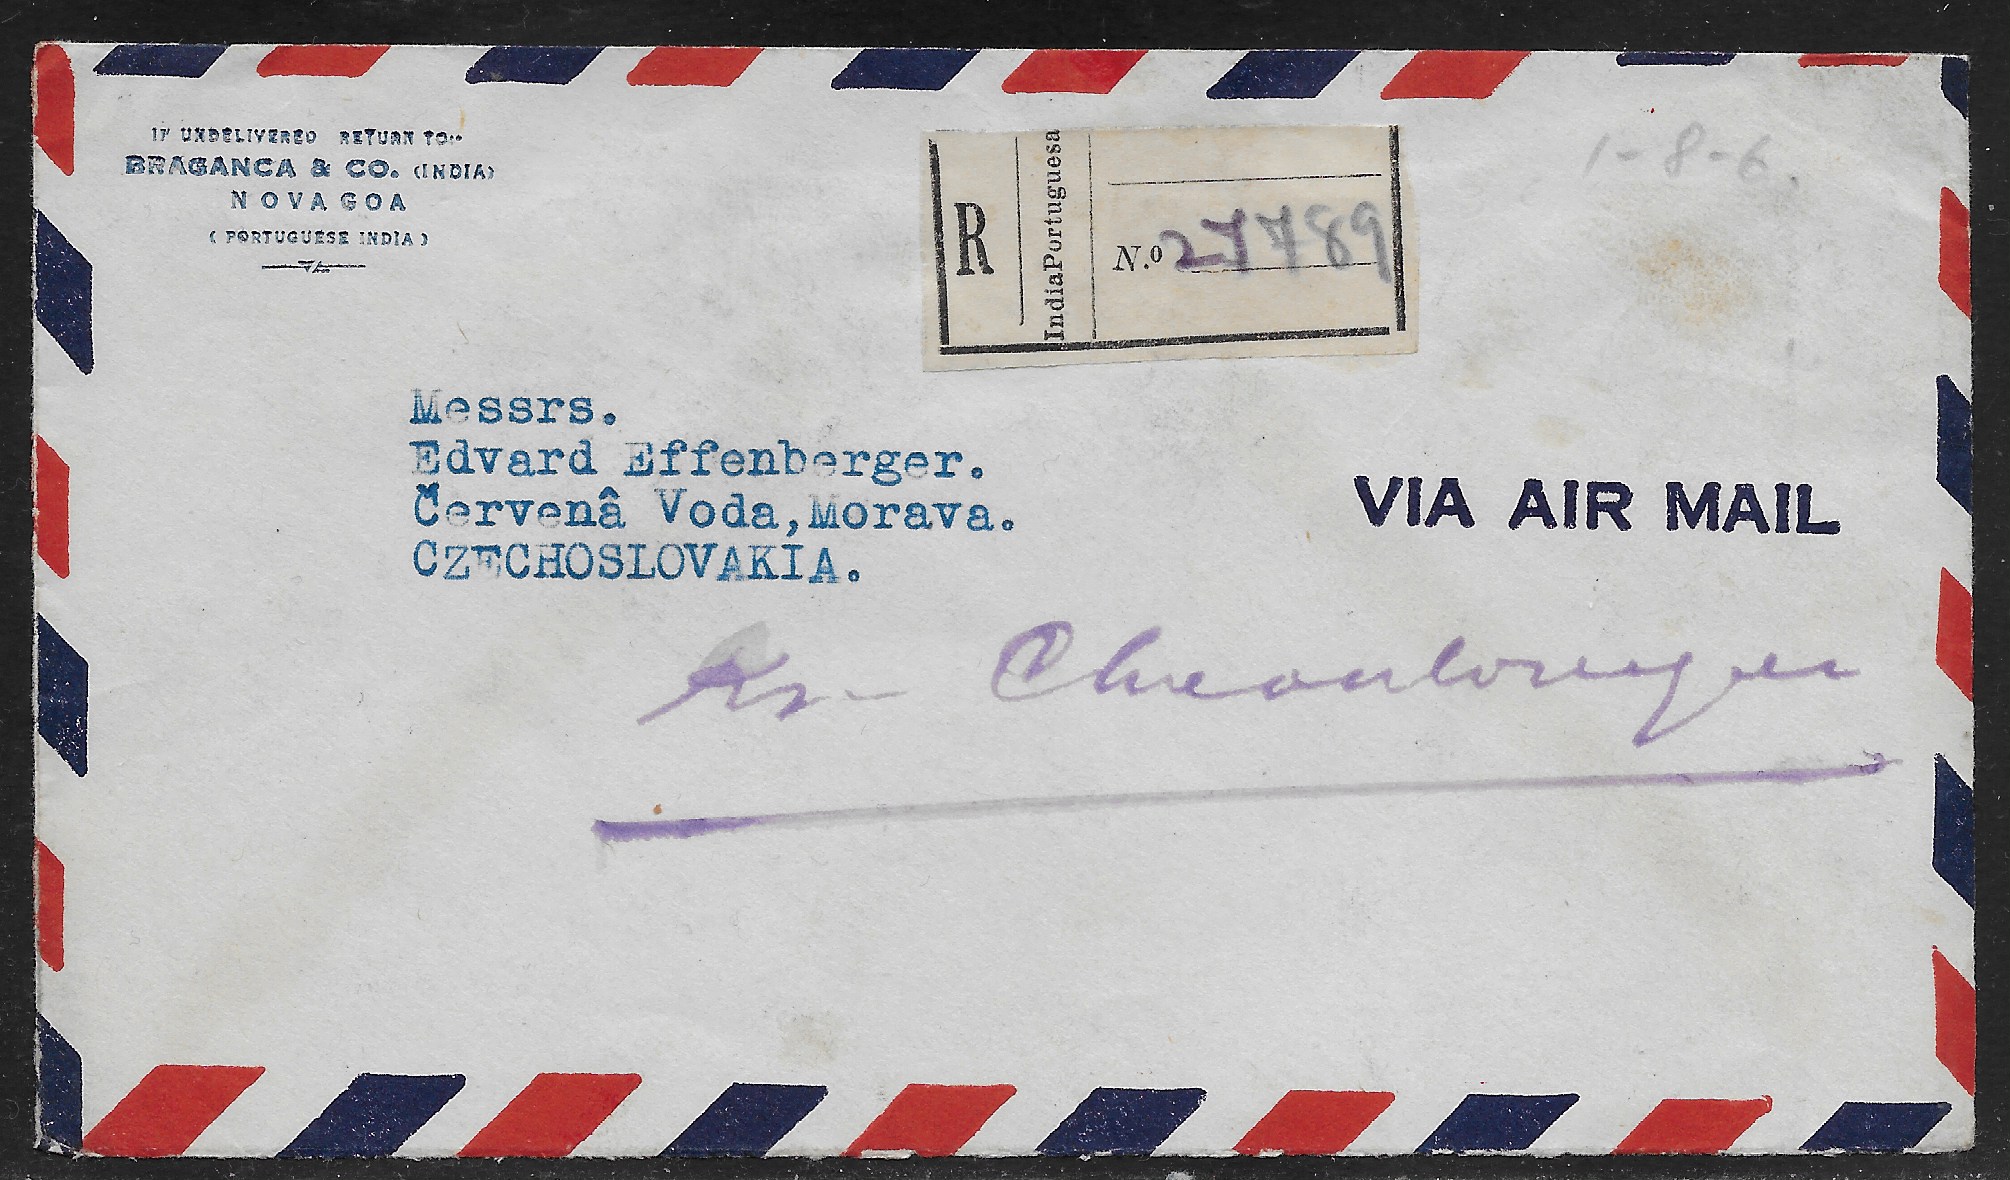 IF UNDELIVERED RETURN TO:-
BRAGANCA & CO. (INDIA)
NOVA GOA
( PORTUGUESE INDIA )
R
India Portuguesa
N.º 27789
1-8-6.
Messrs.
Edvard Effenberger.
Červenâ Voda, Morava.
CZECHOSLOVAKIA.
VIA AIR MAIL